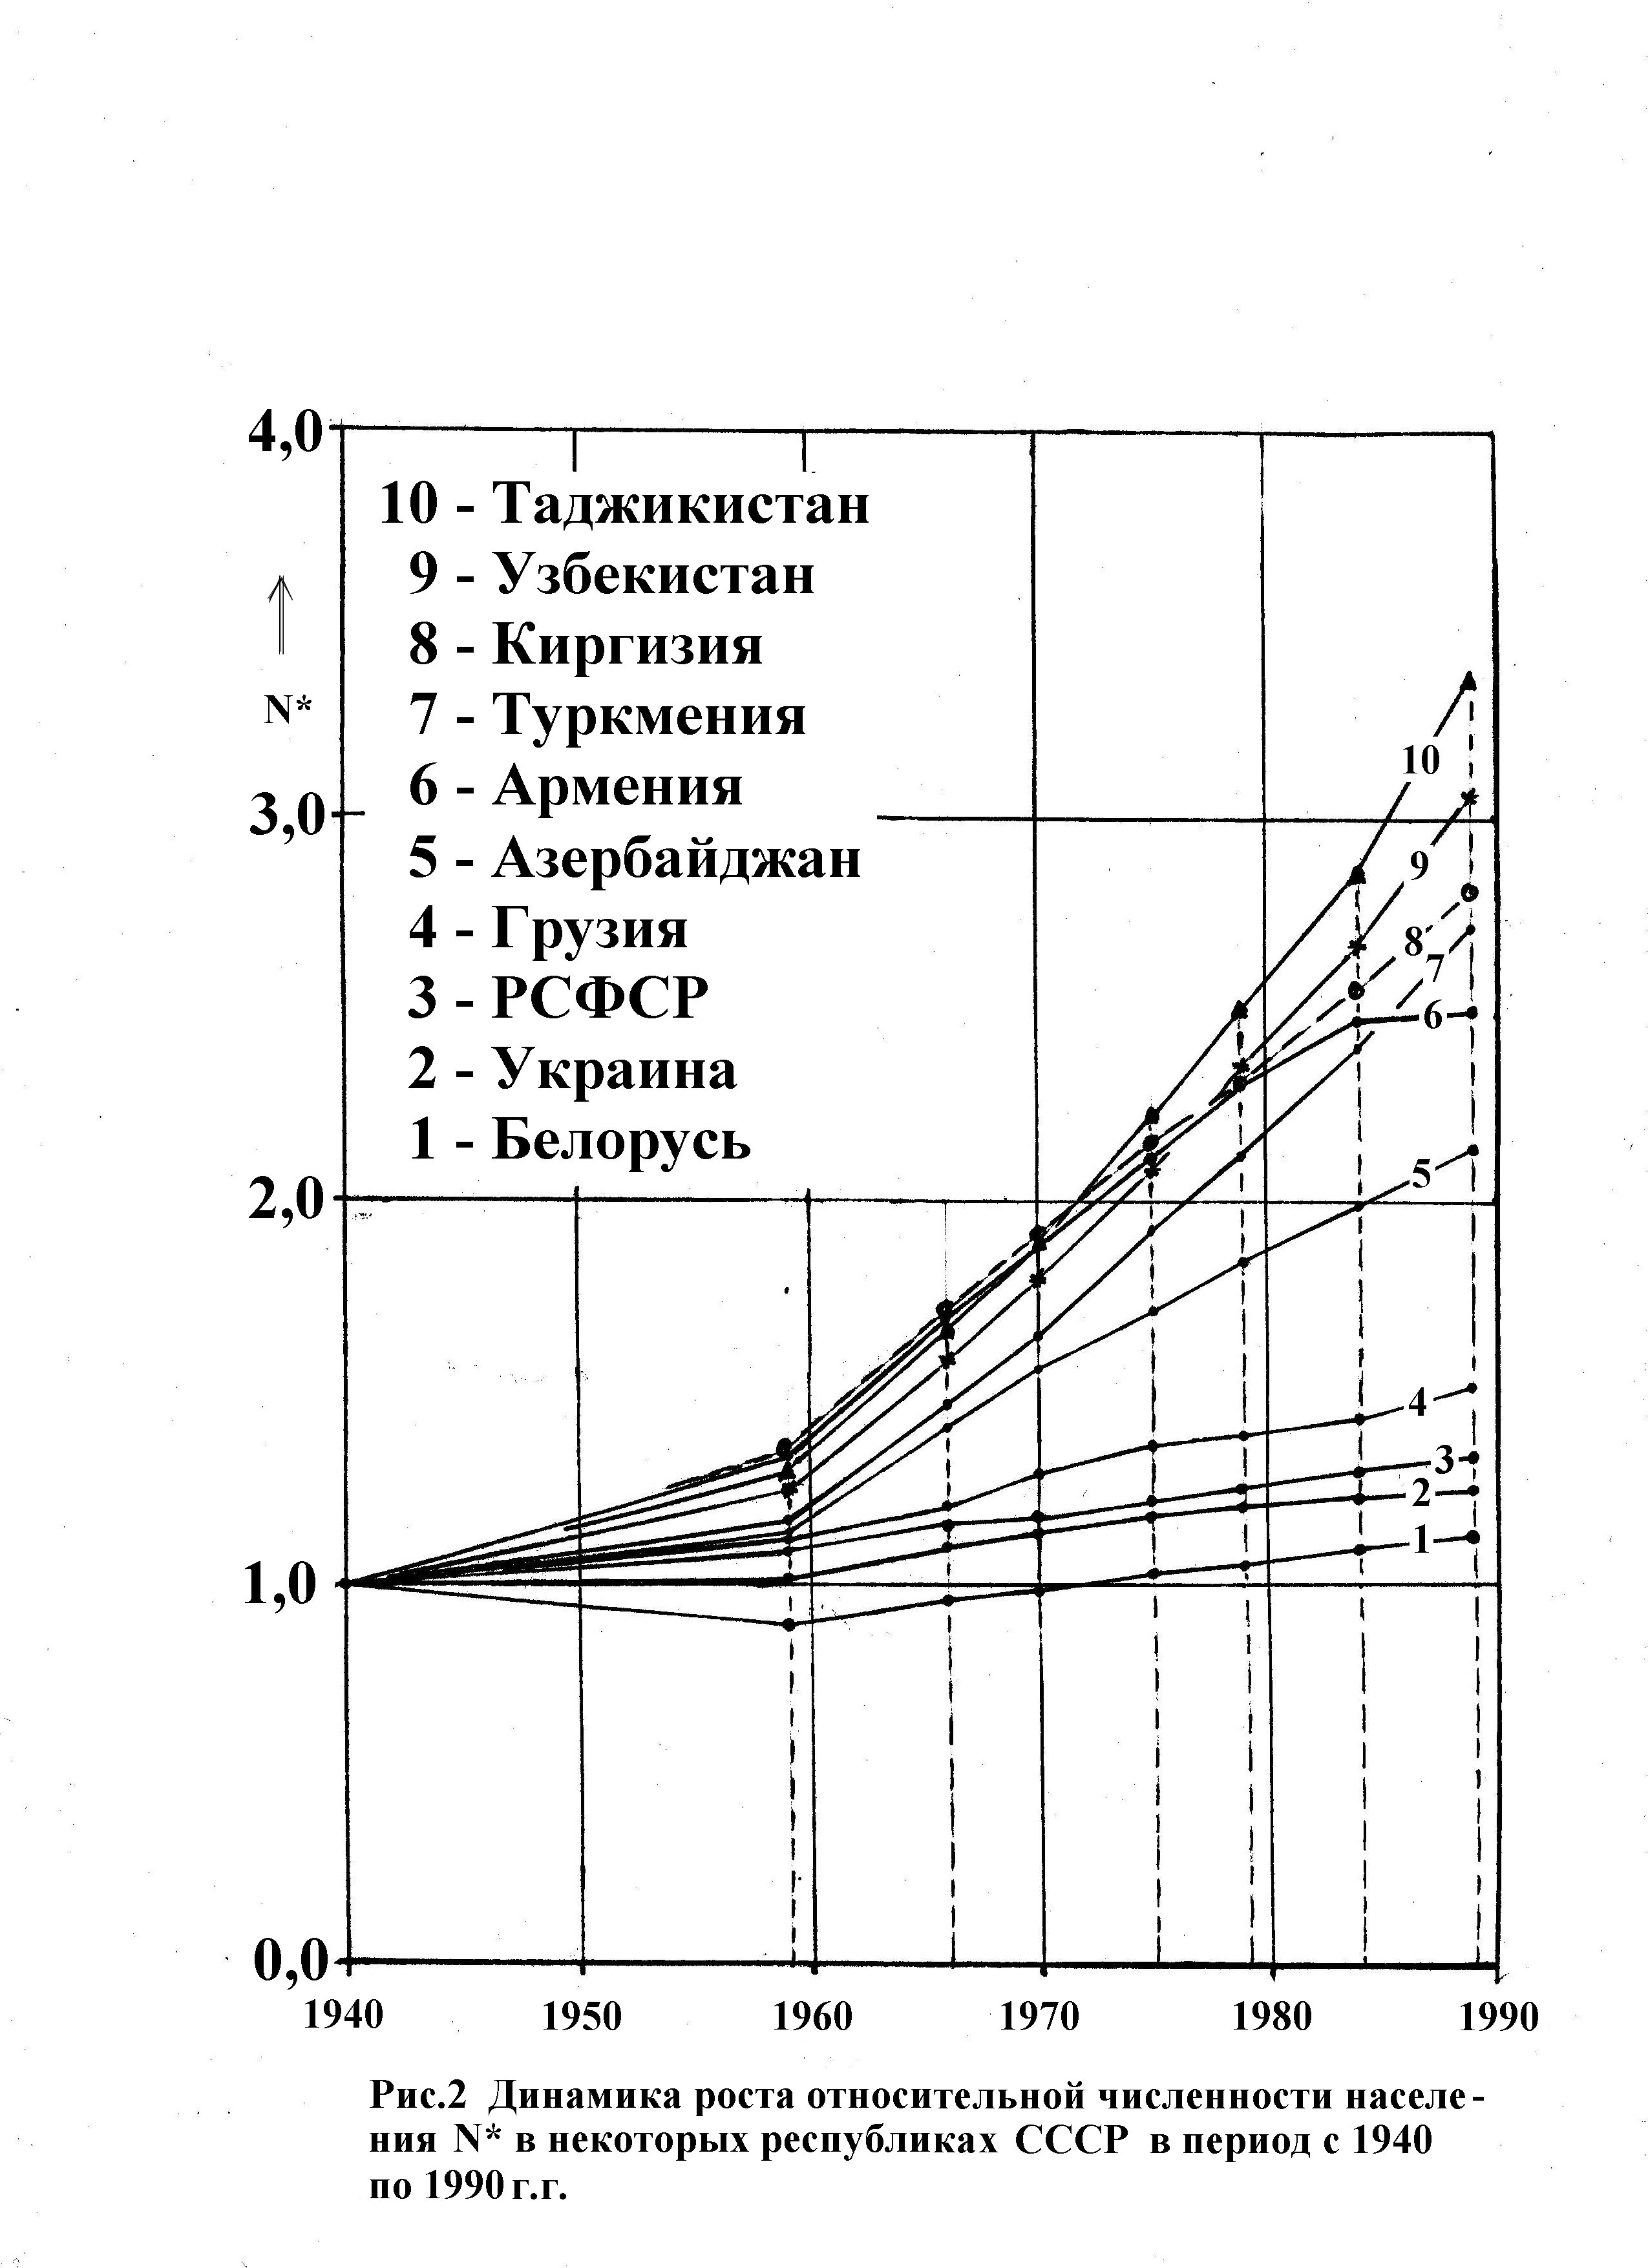 4,0
10 - Таджикистан
9 - Узбекистан
8 - Киргизия
N*
7 - Туркмения
6 - Армения
3,0
5 - Азербайджан
4 - Грузия
3 - РСФСР
2 - Украина
1 - Белорусь
10
9
8
7
6
2,0
5
4
3
2
1
1,0
0,0
1940 1950 1960 1970 1980 1990
Рис.2 Динамика роста относительной численности населе-
ния N* в некоторых республиках СССР в период с 1940
по 1990 г.г.